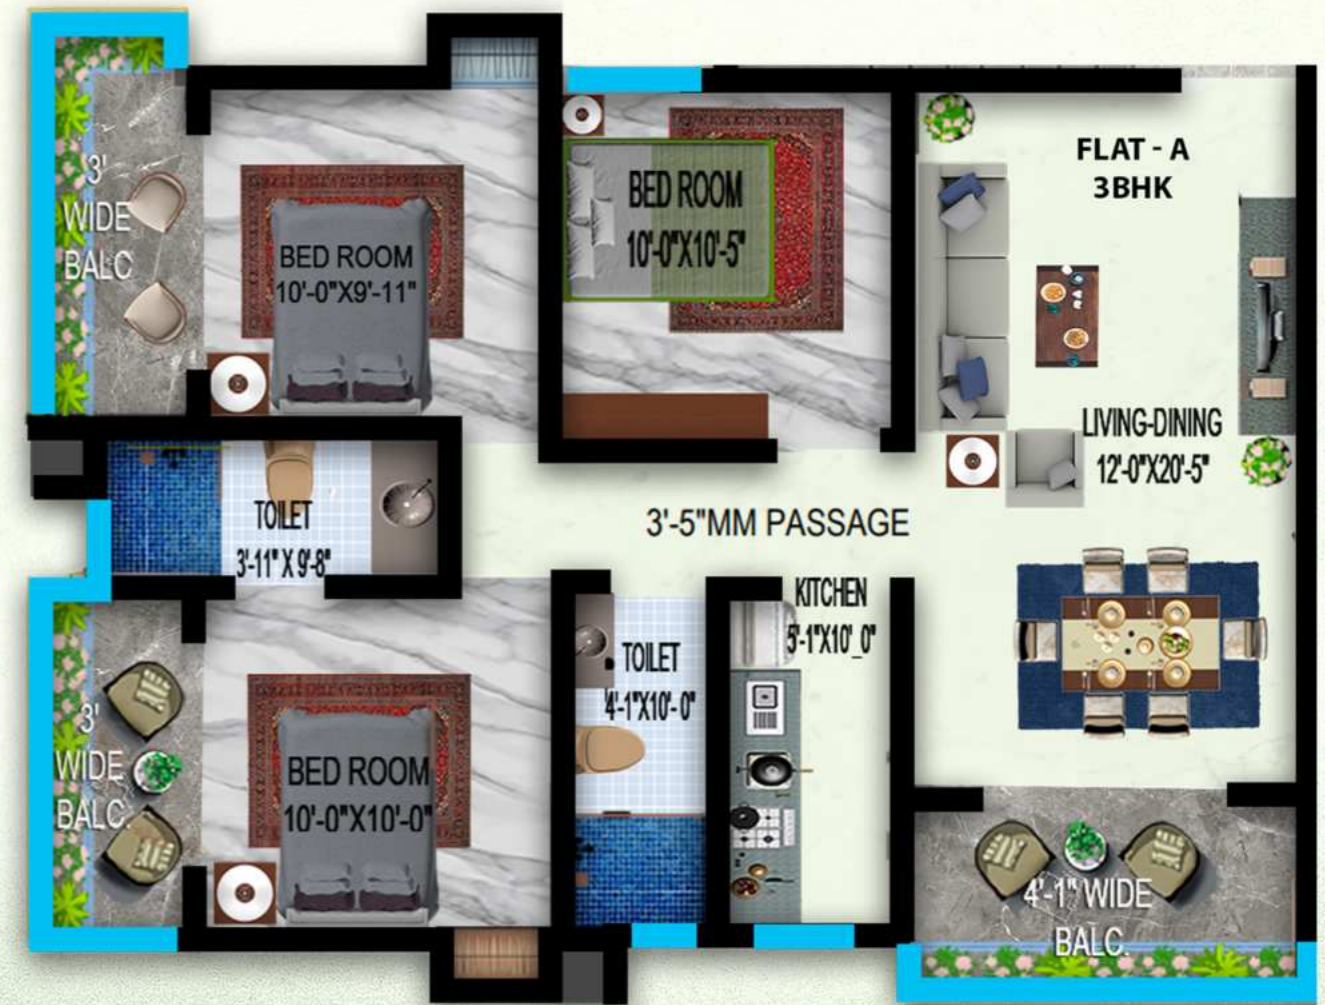 FLAT - A
3BHK
3'
WIDE
BALC
BED ROOM
10'-0"X9'-11"
BED ROOM
10'-0"X10'-5"
LIVING-DINING
12'-0"X20'-5"
TOILET
3'-11" X 9'-8"
3'-5"MM PASSAGE
KITCHEN
5'-1"X10'_0"
TOILET
4'-1"X10'- 0"
3'
WIDE
BALC.
BED ROOM
10'-0"X10'-0"
4'-1" WIDE
BALC.